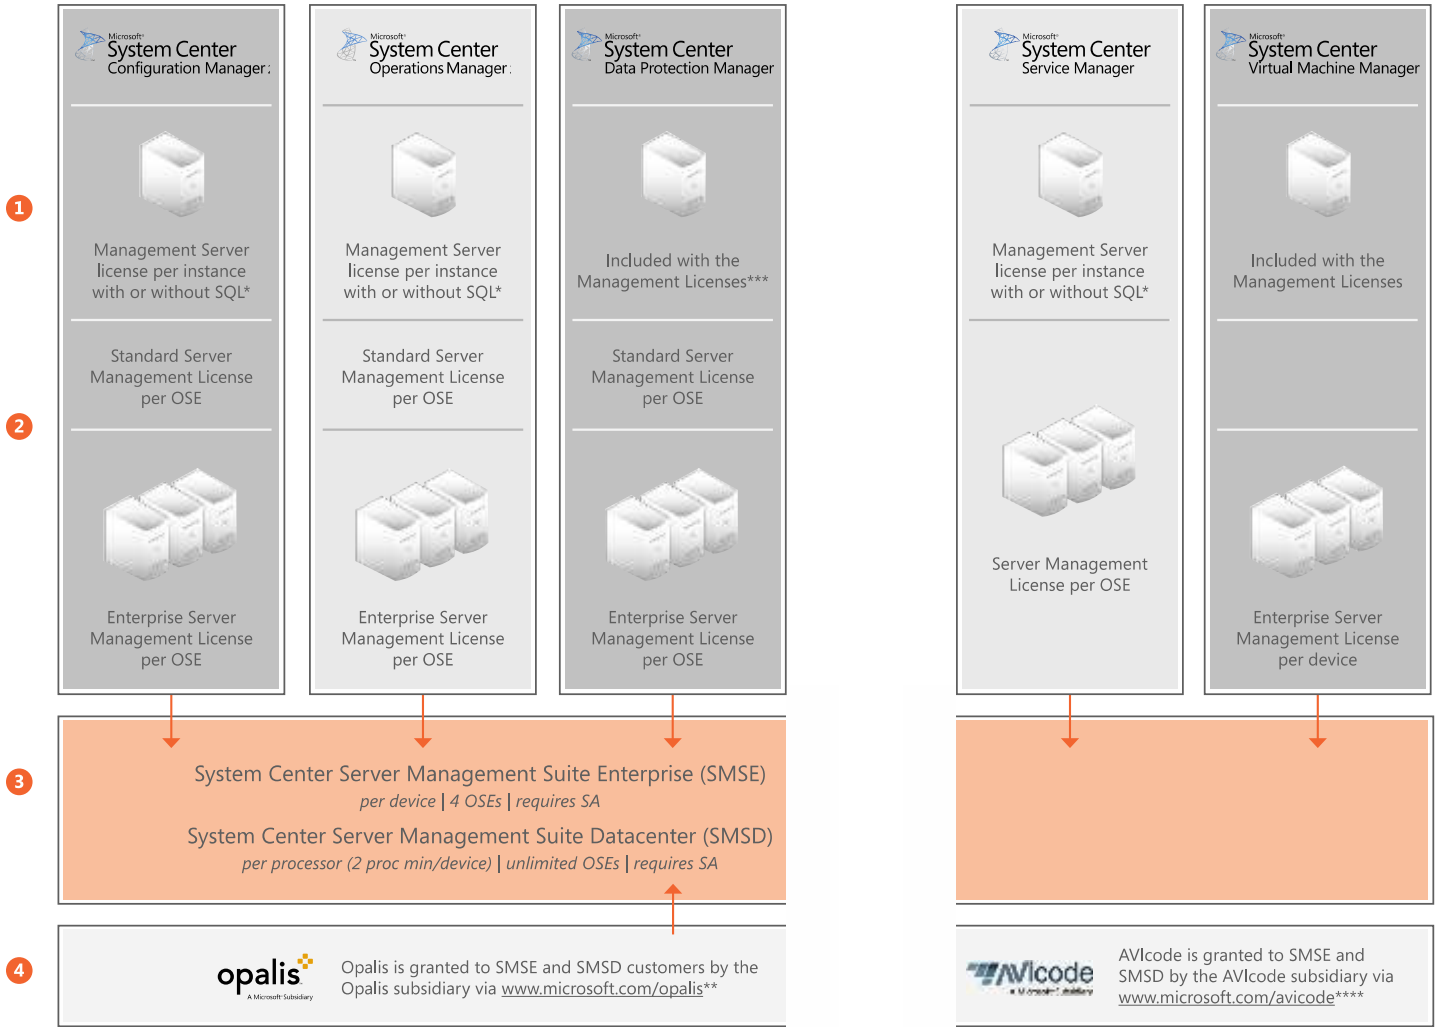 Microsoft®
System Center
Configuration Manager
Microsoft®
System Center
Operations Manager
Microsoft®
System Center
Data Protection Manager
Microsoft®
System Center
Service Manager
Microsoft®
System Center
Virtual Machine Manager
1
Management Server
license per instance
with or without SQL*
Management Server
license per instance
with or without SQL*
Included with the
Management Licenses***
Management Server
license per instance
with or without SQL*
Included with the
Management Licenses
2
Standard Server
Management License
per OSE
Standard Server
Management License
per OSE
Standard Server
Management License
per OSE
Enterprise Server
Management License
per OSE
Enterprise Server
Management License
per OSE
Enterprise Server
Management License
per OSE
Server Management
License per OSE
Enterprise Server
Management License
per device
3
System Center Server Management Suite Enterprise (SMSE)
per device | 4 OSEs | requires SA
System Center Server Management Suite Datacenter (SMSD)
per processor (2 proc min/device) | unlimited OSEs | requires SA
4
opalis
A Microsoft® Subsidiary
Opalis is granted to SMSE and SMSD customers by the
Opalis subsidiary via www.microsoft.com/opalis**
AVIcode
A Microsoft® Subsidiary
AVIcode is granted to SMSE and
SMSD by the AVIcode subsidiary via
www.microsoft.com/avicode****